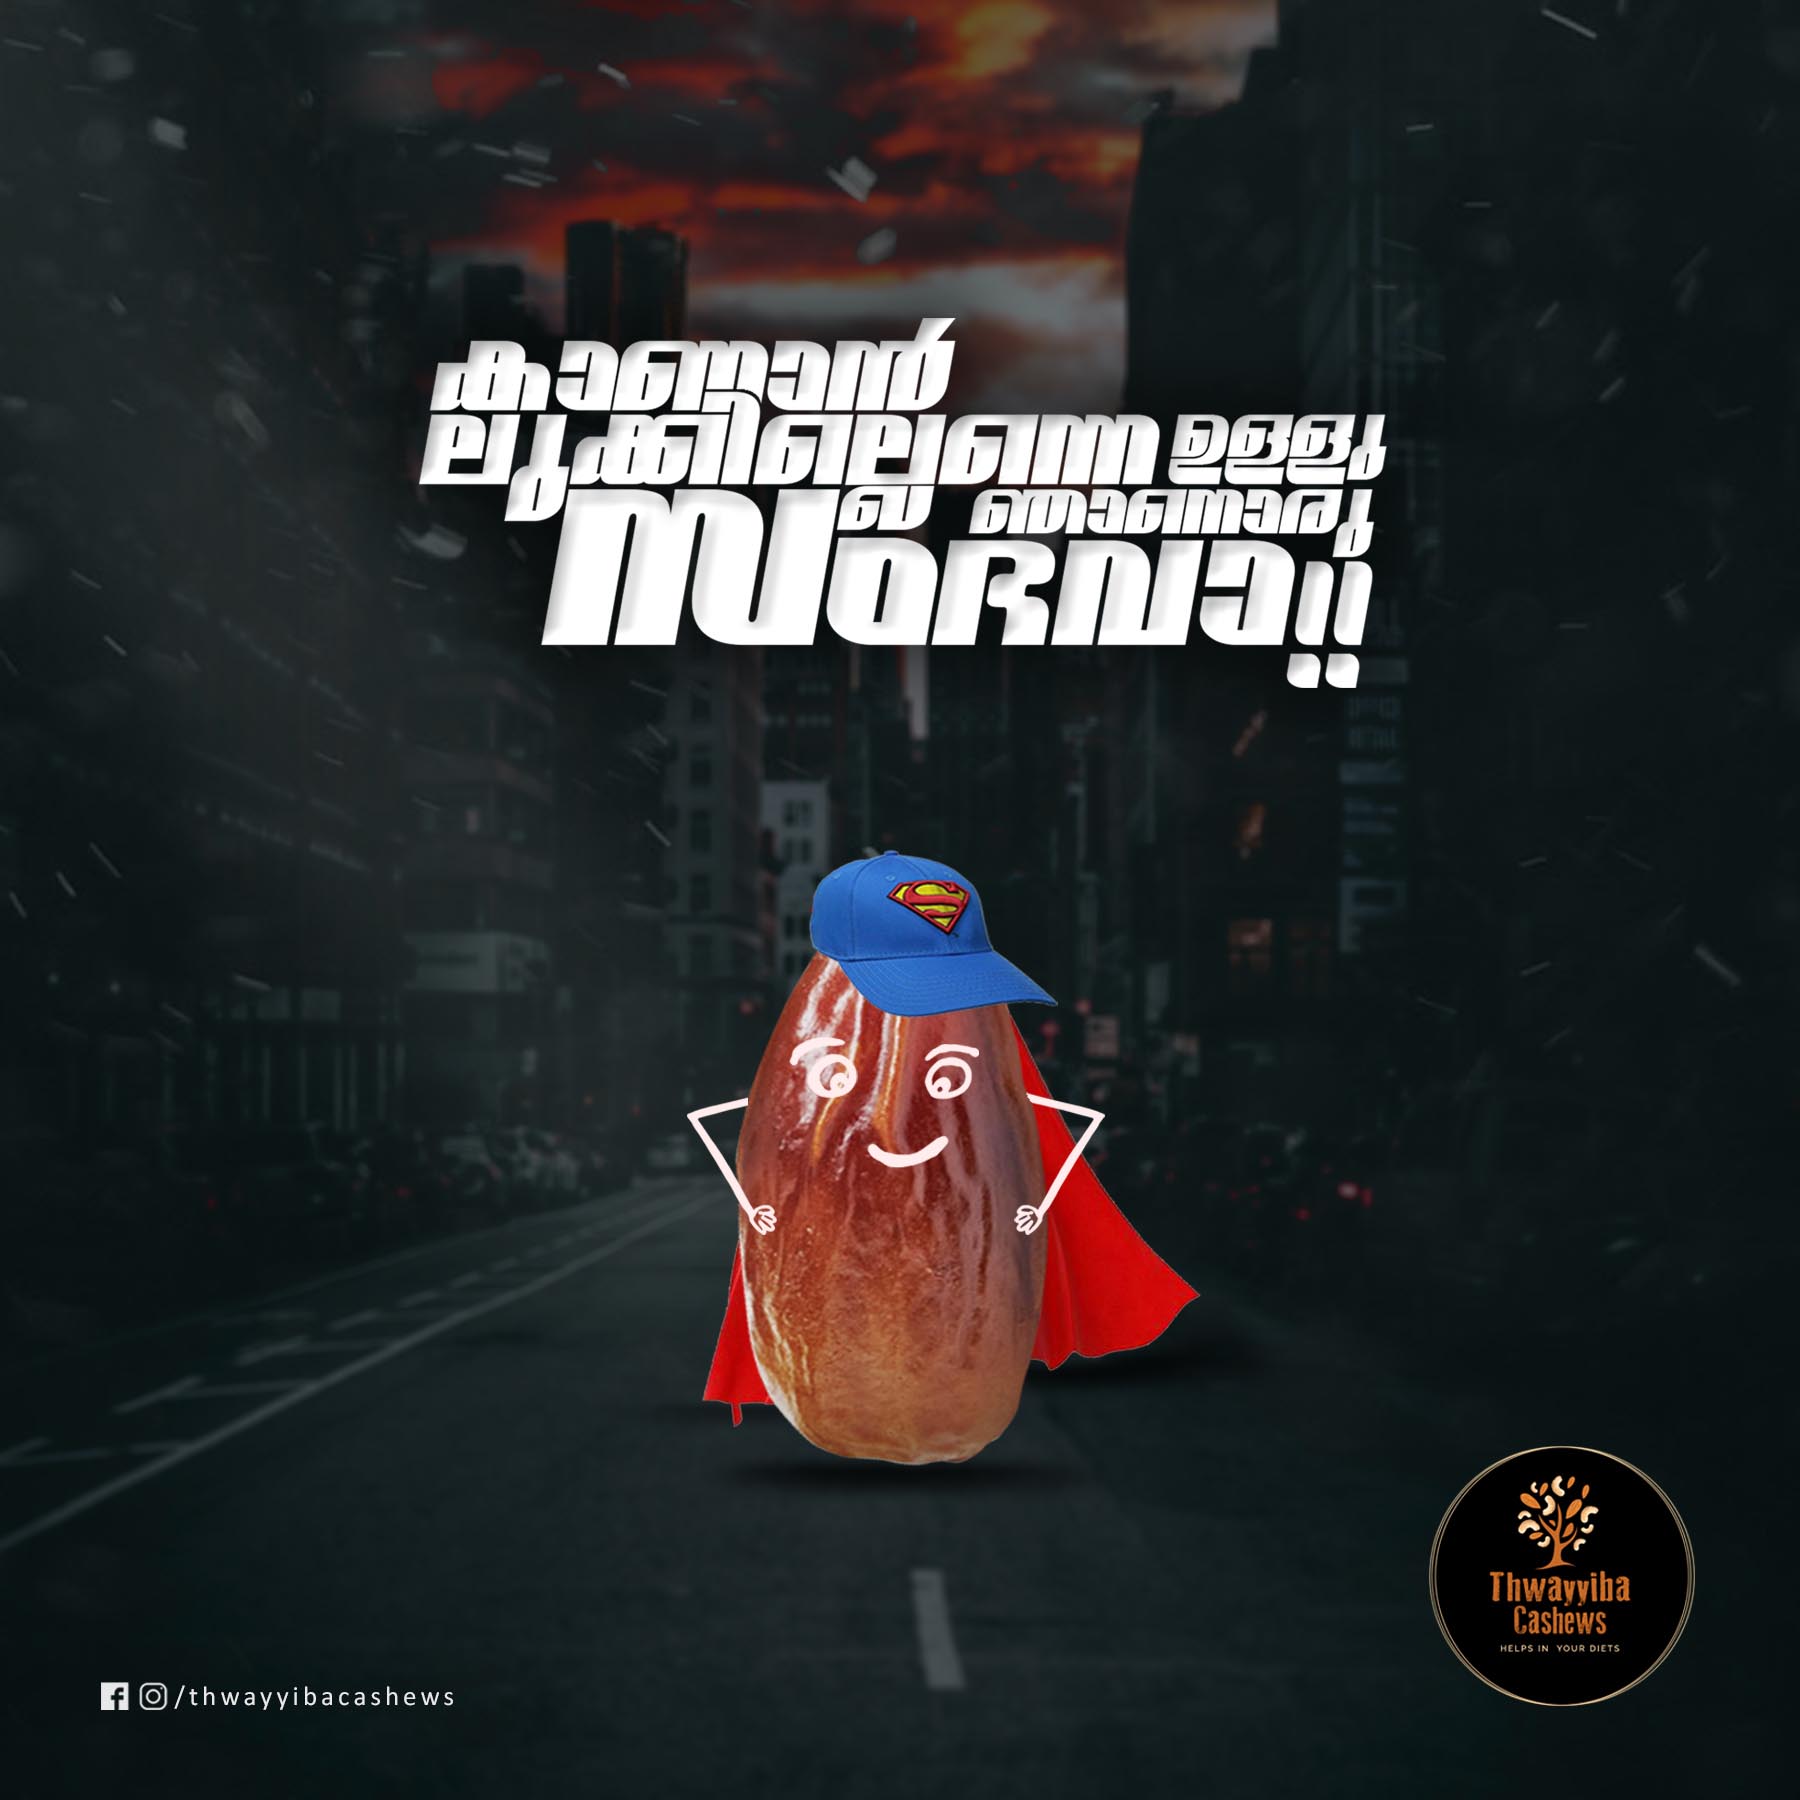 കാണാൻ
ലുക്കില്ലെന്നെ ഉള്ളു
ഞാനൊരു
സംഭവാ!!
S
Thwayyiba
Cashews
HELPS IN YOUR DIETS
/thwayyibacashews